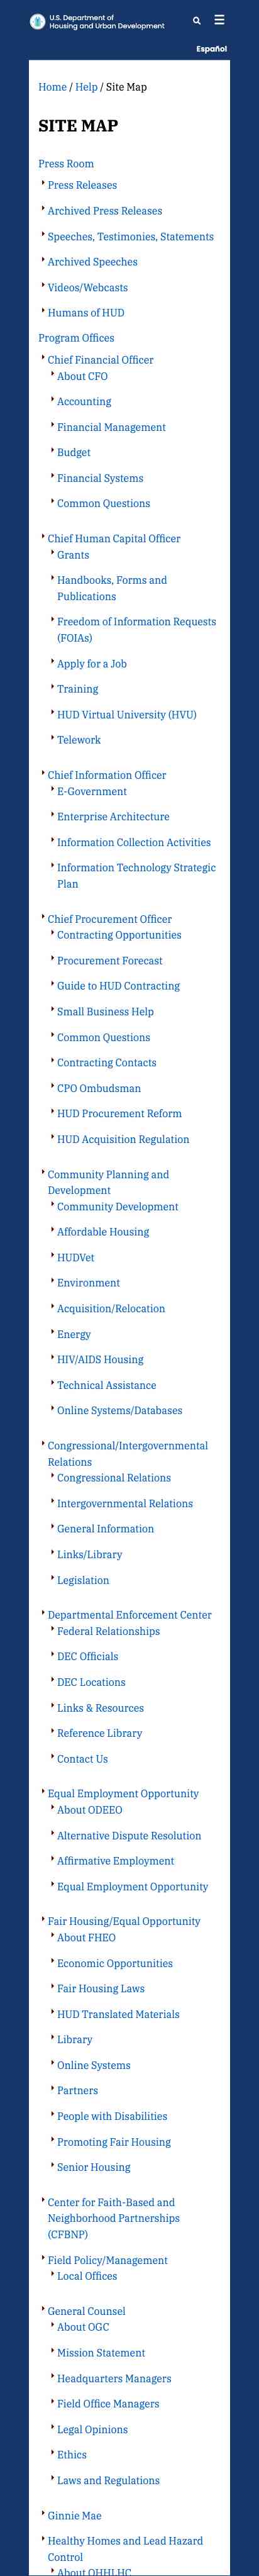 U.S. Department of
Housing and Urban Development
Español
Home / Help / Site Map
SITE MAP
Press Room
Press Releases
Archived Press Releases
Speeches, Testimonies, Statements
Archived Speeches
Videos/Webcasts
Humans of HUD
Program Offices
Chief Financial Officer
About CFO
Accounting
Financial Management
Budget
Financial Systems
Common Questions
Chief Human Capital Officer
Grants
Handbooks, Forms and
Publications
Freedom of Information Requests
(FOIAs)
Apply for a Job
Training
HUD Virtual University (HVU)
Telework
Chief Information Officer
E-Government
Enterprise Architecture
Information Collection Activities
Information Technology Strategic
Plan
Chief Procurement Officer
Contracting Opportunities
Procurement Forecast
Guide to HUD Contracting
Small Business Help
Common Questions
Contracting Contacts
CPO Ombudsman
HUD Procurement Reform
HUD Acquisition Regulation
Community Planning and
Development
Community Development
Affordable Housing
HUDVet
Environment
Acquisition/Relocation
Energy
HIV/AIDS Housing
Technical Assistance
Online Systems/Databases
Congressional/Intergovernmental
Relations
Congressional Relations
Intergovernmental Relations
General Information
Links/Library
Legislation
Departmental Enforcement Center
Federal Relationships
DEC Officials
DEC Locations
Links & Resources
Reference Library
Contact Us
Equal Employment Opportunity
About ODEEO
Alternative Dispute Resolution
Affirmative Employment
Equal Employment Opportunity
Fair Housing/Equal Opportunity
About FHEO
Economic Opportunities
Fair Housing Laws
HUD Translated Materials
Library
Online Systems
Partners
People with Disabilities
Promoting Fair Housing
Senior Housing
Center for Faith-Based and
Neighborhood Partnerships
(CFBNP)
Field Policy/Management
Local Offices
General Counsel
About OGC
Mission Statement
Headquarters Managers
Field Office Managers
Legal Opinions
Ethics
Laws and Regulations
Ginnie Mae
Healthy Homes and Lead Hazard
Control
About OHHLHC